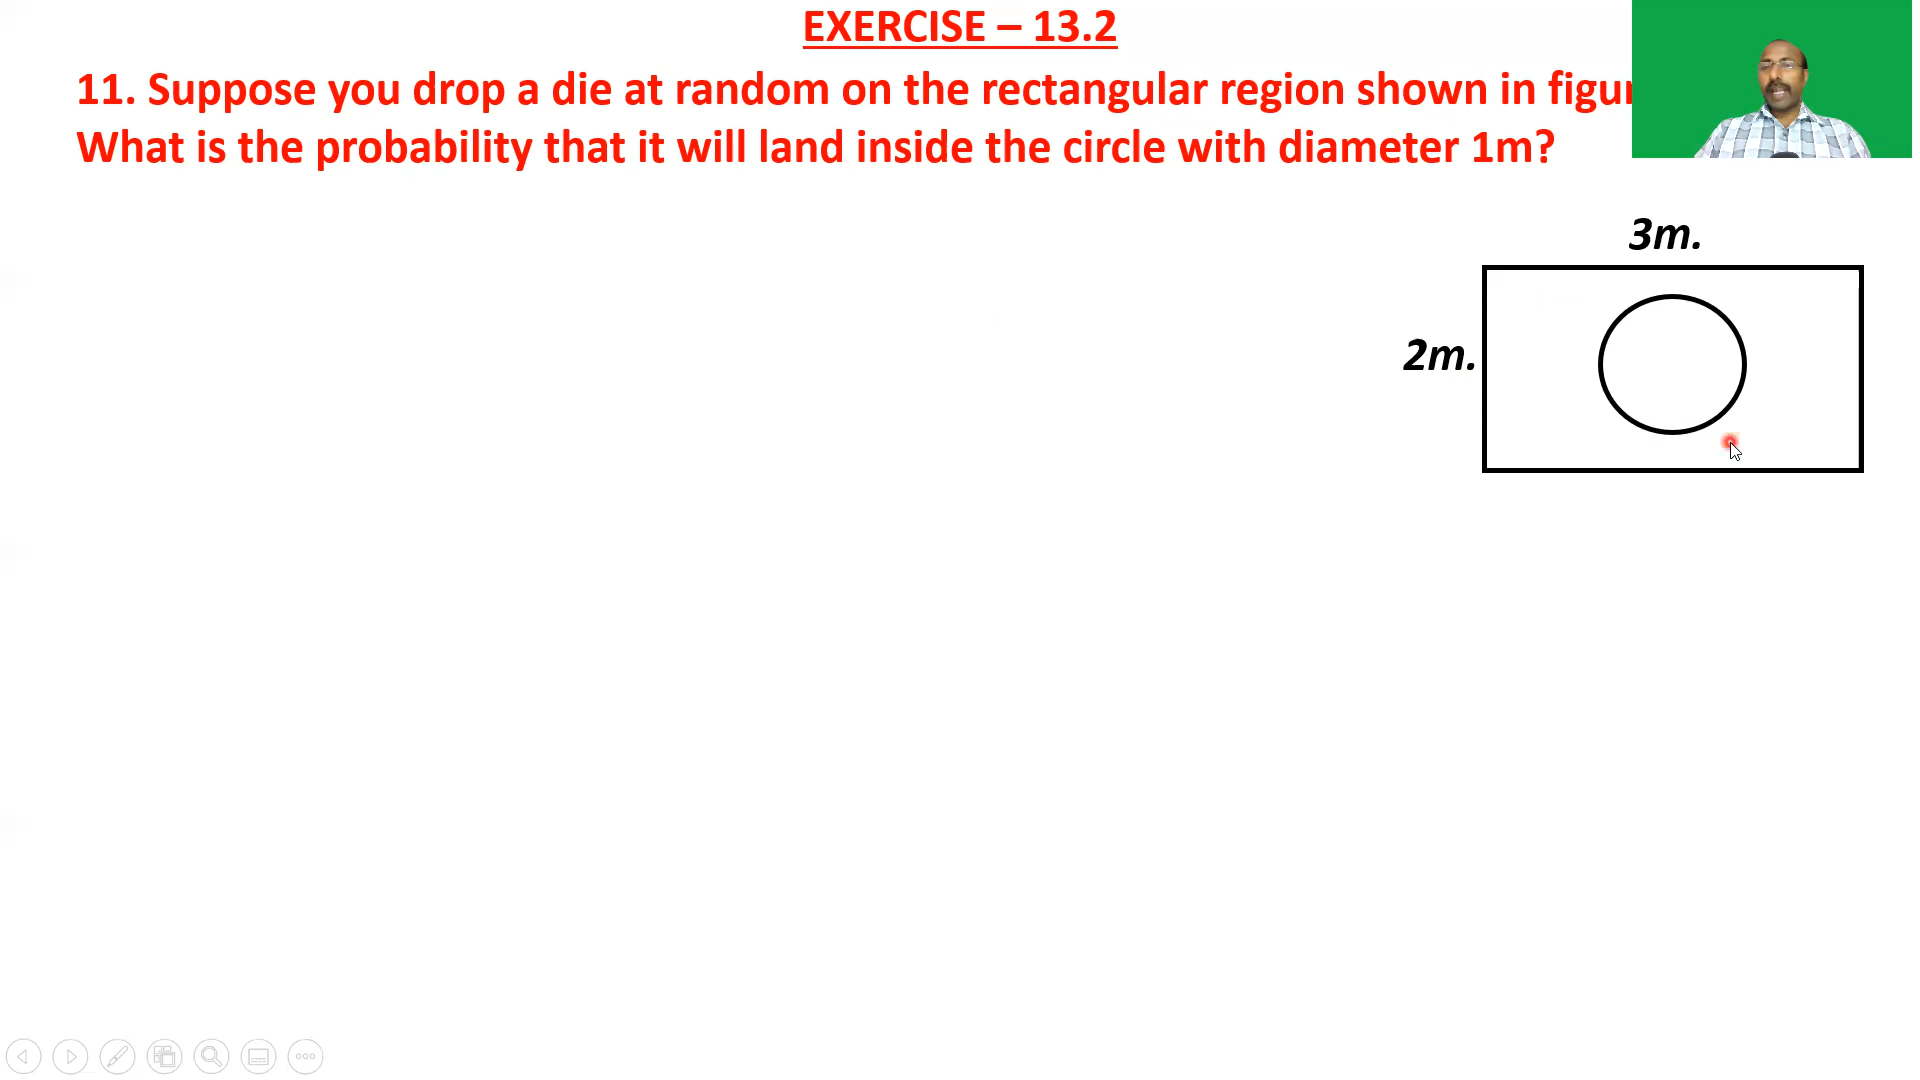 EXERCISE – 13.2
11. Suppose you drop a die at random on the rectangular region shown in
What is the probability that it will land inside the circle with diameter 1m?
3m.
2m.